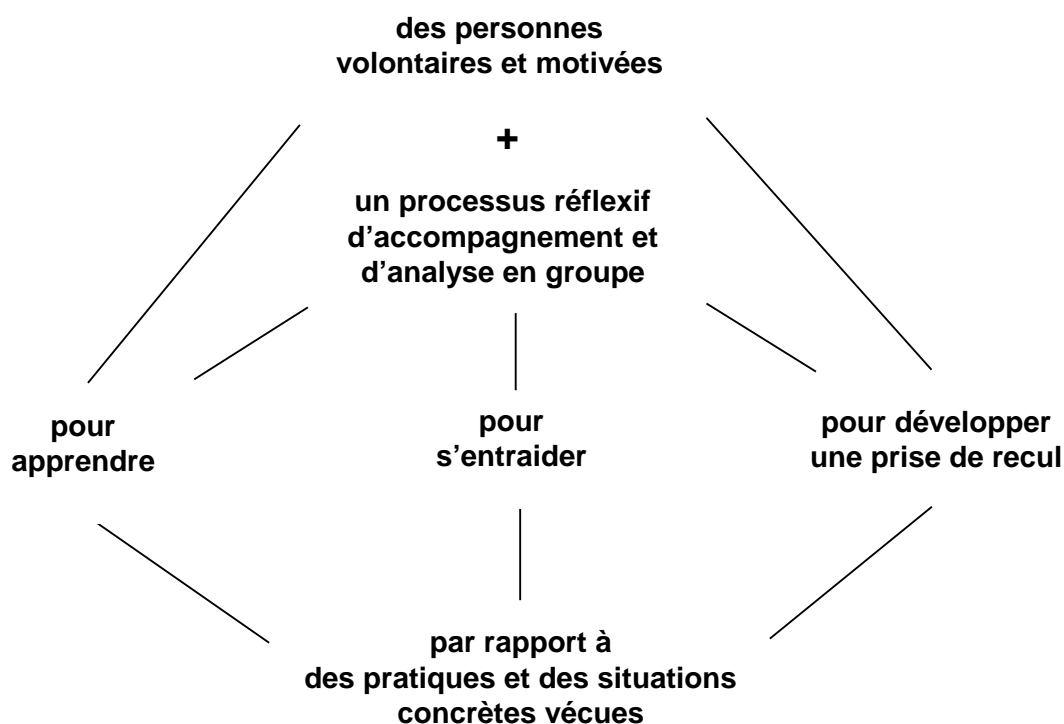 des personnes
volontaires et motivées
+
un processus réflexif
d’accompagnement et
d’analyse en groupe
pour
apprendre
pour
s’entraider
pour développer
une prise de recul
par rapport à
des pratiques et des situations
concrètes vécues